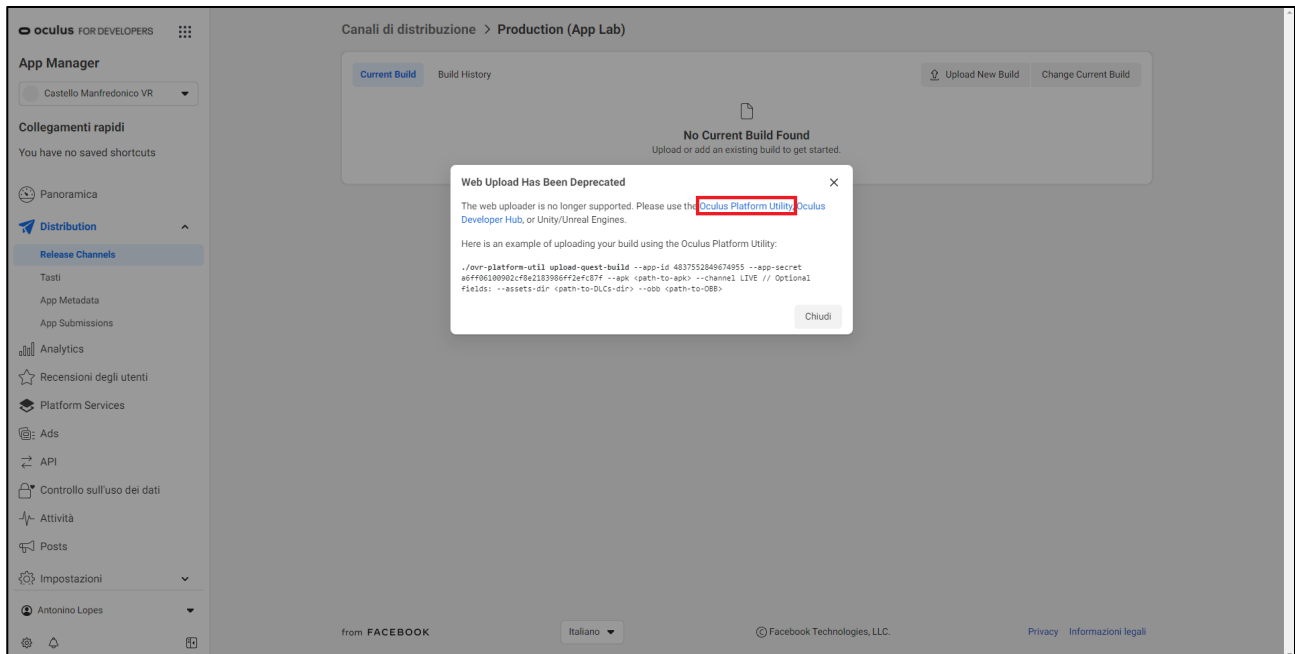 oculus FOR DEVELOPERS
App Manager
Castello Manfredonico VR
Collegamenti rapidi
You have no saved shortcuts
Panoramica
Distribution
Release Channels
Tasti
App Metadata
App Submissions
Analytics
Recensioni degli utenti
Platform Services
Ads
API
Controllo sull'uso dei dati
Attività
Posts
Impostazioni
Antonino Lopes
Canali di distribuzione > Production (App Lab)
Current Build Build History Upload New Build Change Current Build
No Current Build Found
Upload or add an existing build to get started.
Web Upload Has Been Deprecated
The web uploader is no longer supported. Please use the Oculus Platform Utility, Oculus
Developer Hub, or Unity/Unreal Engines.
Here is an example of uploading your build using the Oculus Platform Utility:
./ovr-platform-util upload-quest-build --app-id 4837552849674955 --app-secret
a6ff06100902cf8e2183986ff2efc87f --apk <path-to-apk> --channel LIVE // Optional
fields: --assets-dir <path-to-DLCs-dir> --obb <path-to-OBB>
Chiudi
from FACEBOOK Italiano © Facebook Technologies, LLC. Privacy Informazioni legali